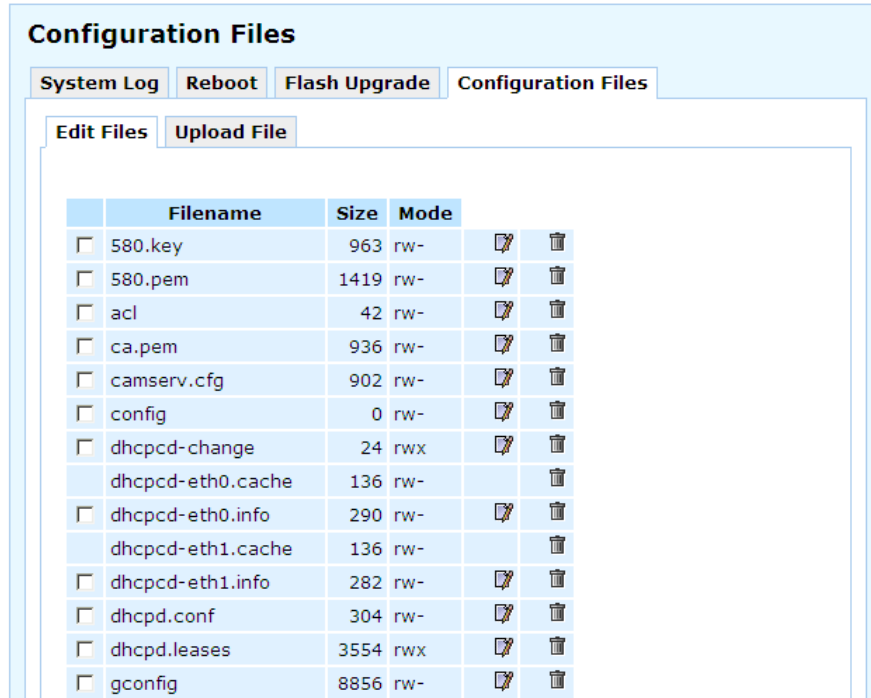 Configuration Files
System Log Reboot Flash Upgrade Configuration Files
Edit Files Upload File
Filename Size Mode
580.key 963 rw-
580.pem 1419 rw-
acl 42 rw-
ca.pem 936 rw-
camserv.cfg 902 rw-
config 0 rw-
dhcpcd-change 24 rwx
dhcpcd-eth0.cache 136 rw-
dhcpcd-eth0.info 290 rw-
dhcpcd-eth1.cache 136 rw-
dhcpcd-eth1.info 282 rw-
dhcpd.conf 304 rw-
dhcpd.leases 3554 rwx
gconfig 8856 rw-